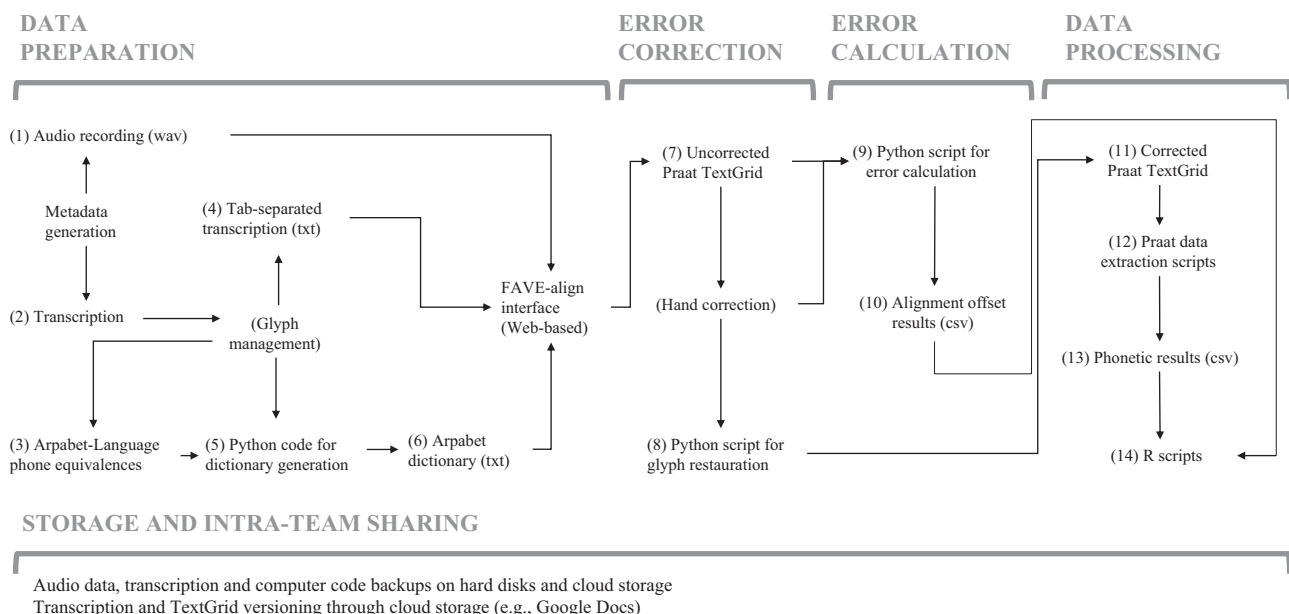 DATA
PREPARATION
ERROR
CORRECTION
ERROR
CALCULATION
DATA
PROCESSING
(1) Audio recording (wav)
Metadata
generation
(2) Transcription
(3) Arpabet-Language
phone equivalences
(4) Tab-separated
transcription (txt)
(Glyph
management)
(5) Python code for
dictionary generation
(6) Arpabet
dictionary (txt)
FAVE-align
interface
(Web-based)
(7) Uncorrected
Praat TextGrid
(Hand correction)
(8) Python script for
glyph restauration
(9) Python script for
error calculation
(10) Alignment offset
results (csv)
(11) Corrected
Praat TextGrid
(12) Praat data
extraction scripts
(13) Phonetic results (csv)
(14) R scripts
STORAGE AND INTRA-TEAM SHARING
Audio data, transcription and computer code backups on hard disks and cloud storage
Transcription and TextGrid versioning through cloud storage (e.g., Google Docs)